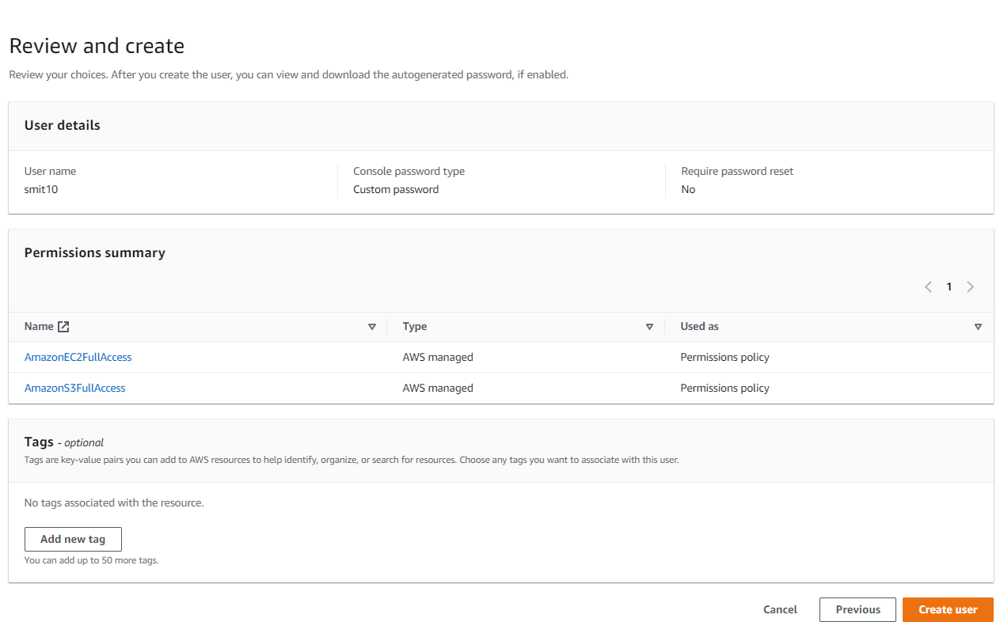 Review and create
Review your choices. After you create the user, you can view and download the autogenerated password, if enabled.
User details
User name
smit10
Console password type
Custom password
Require password reset
No
Permissions summary
1
Name Type Used as
AmazonEC2FullAccess AWS managed Permissions policy
AmazonS3FullAccess AWS managed Permissions policy
Tags - optional
Tags are key-value pairs you can add to AWS resources to help identify, organize, or search for resources. Choose any tags you want to associate with this user.
No tags associated with the resource.
Add new tag
You can add up to 50 more tags.
Cancel Previous Create user